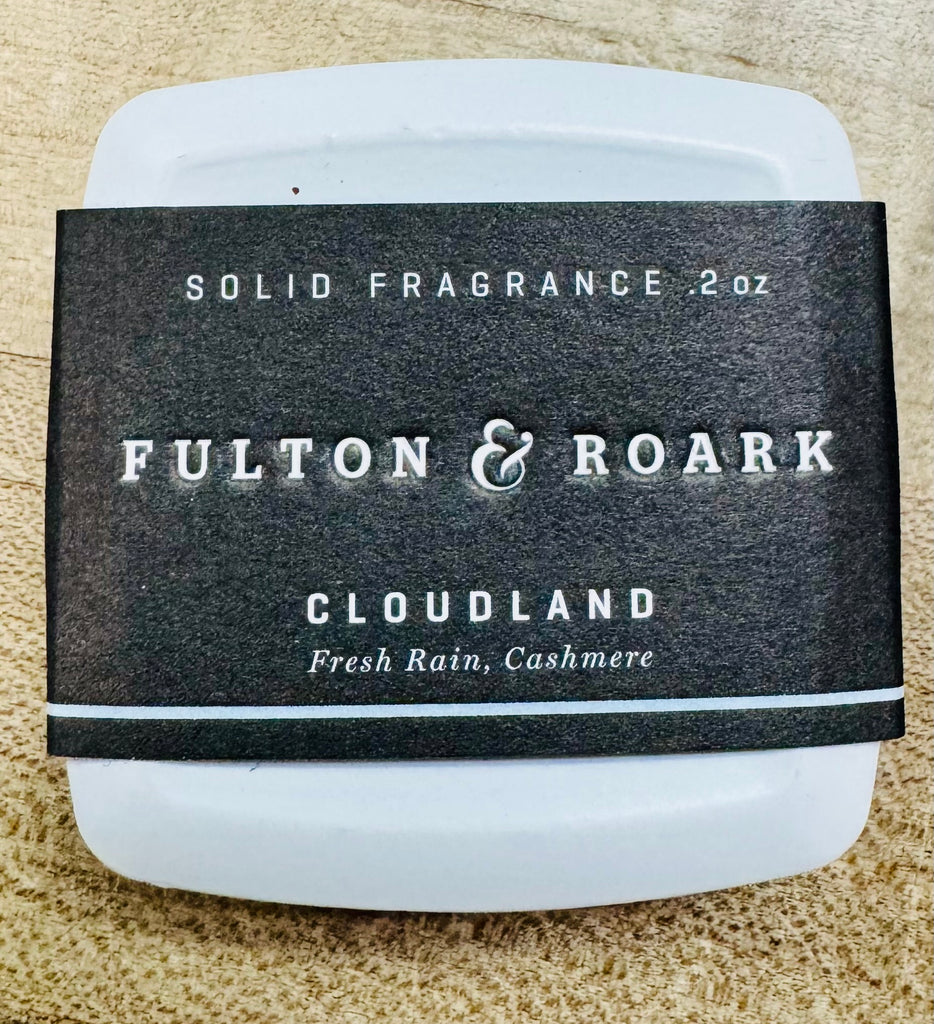 SOLID FRAGRANCE .2 oz
FULTON & ROARK
CLOUDLAND
Fresh Rain, Cashmere